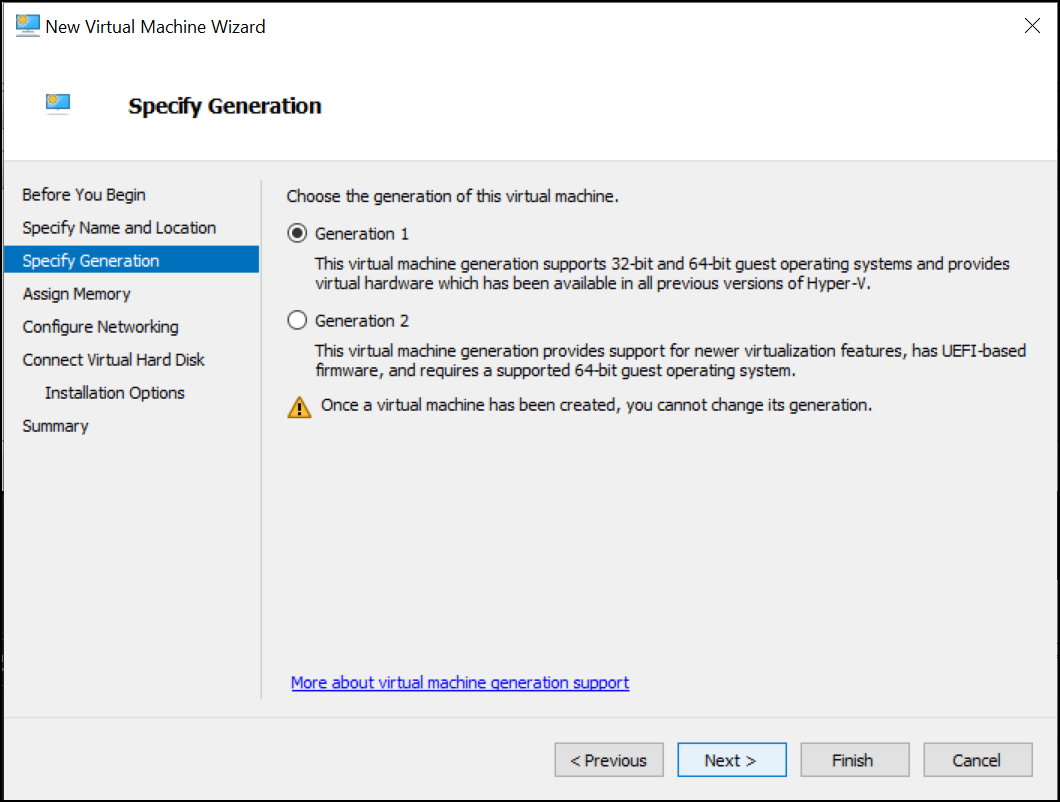 New Virtual Machine Wizard
Specify Generation
Before You Begin
Specify Name and Location
Specify Generation
Assign Memory
Configure Networking
Connect Virtual Hard Disk
Installation Options
Summary
Choose the generation of this virtual machine.
Generation 1
This virtual machine generation supports 32-bit and 64-bit guest operating systems and provides
virtual hardware which has been available in all previous versions of Hyper-V.
Generation 2
This virtual machine generation provides support for newer virtualization features, has UEFI-based
firmware, and requires a supported 64-bit guest operating system.
Once a virtual machine has been created, you cannot change its generation.
More about virtual machine generation support
< Previous
Next >
Finish
Cancel